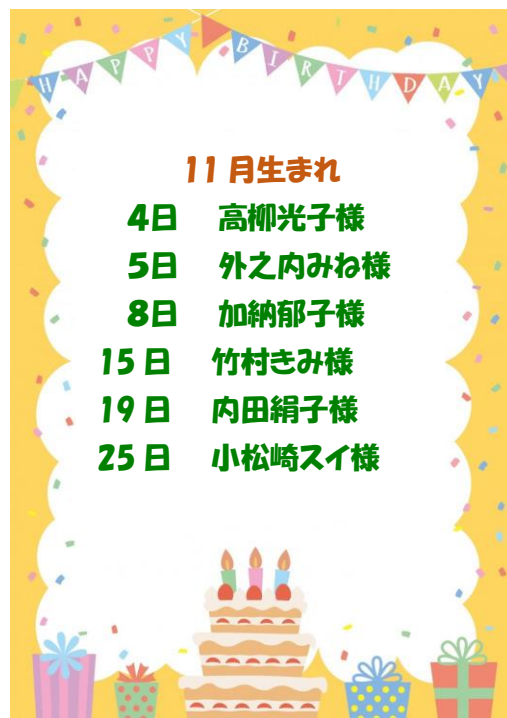 HAPPY BIRTHDAY
11月生まれ
4日 高柳光子様
5日 外之内みね様
8日 加納郁子様
15日 竹村きみ様
19日 内田絹子様
25日 小松崎スイ様